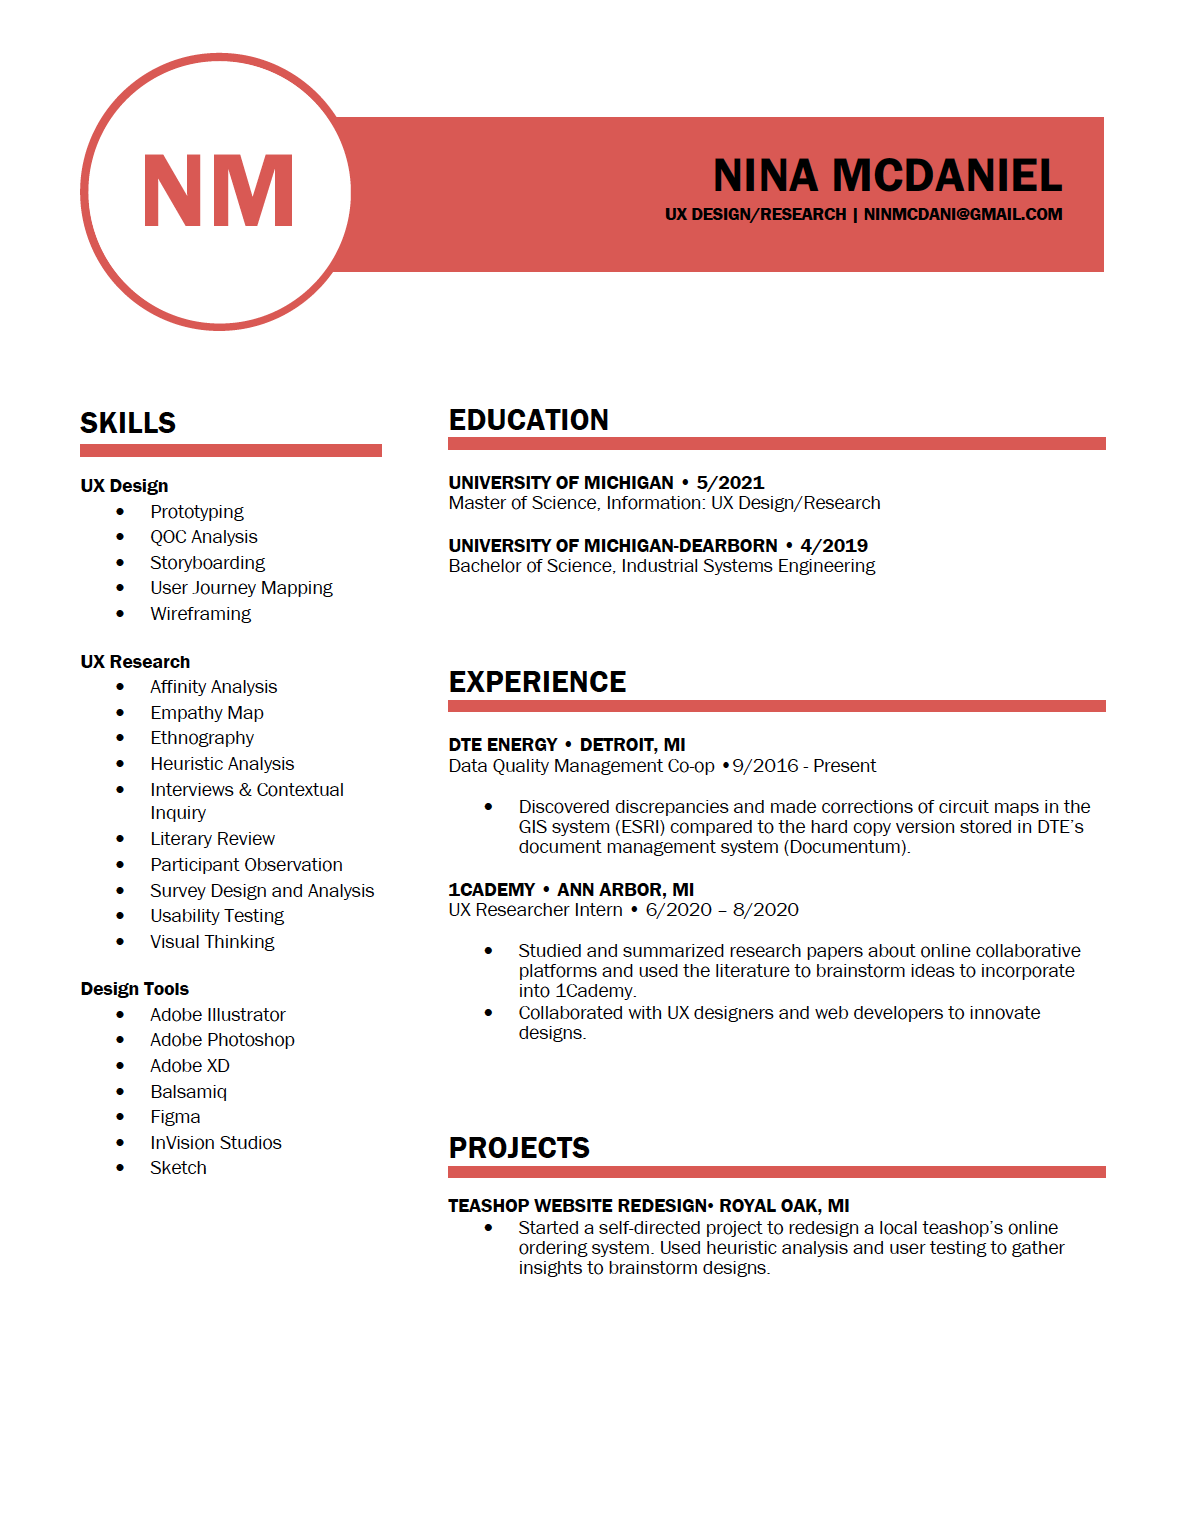 NM
NINA MCDANIEL
UX DESIGN/RESEARCH | NINMCDANI@GMAIL.COM
SKILLS
UX Design
• Prototyping
• QOC Analysis
• Storyboarding
• User Journey Mapping
• Wireframing
UX Research
• Affinity Analysis
• Empathy Map
• Ethnography
• Heuristic Analysis
• Interviews & Contextual
Inquiry
• Literary Review
• Participant Observation
• Survey Design and Analysis
• Usability Testing
• Visual Thinking
Design Tools
• Adobe Illustrator
• Adobe Photoshop
• Adobe XD
• Balsamiq
• Figma
• InVision Studios
• Sketch
EDUCATION
UNIVERSITY OF MICHIGAN • 5/2021
Master of Science, Information: UX Design/Research
UNIVERSITY OF MICHIGAN-DEARBORN • 4/2019
Bachelor of Science, Industrial Systems Engineering
EXPERIENCE
DTE ENERGY • DETROIT, MI
Data Quality Management Co-op •9/2016 - Present
• Discovered discrepancies and made corrections of circuit maps in the
GIS system (ESRI) compared to the hard copy version stored in DTE’s
document management system (Documentum).
1CADEMY • ANN ARBOR, MI
UX Researcher Intern • 6/2020 – 8/2020
• Studied and summarized research papers about online collaborative
platforms and used the literature to brainstorm ideas to incorporate
into 1Cademy.
• Collaborated with UX designers and web developers to innovate
designs.
PROJECTS
TEASHOP WEBSITE REDESIGN• ROYAL OAK, MI
• Started a self-directed project to redesign a local teashop’s online
ordering system. Used heuristic analysis and user testing to gather
insights to brainstorm designs.